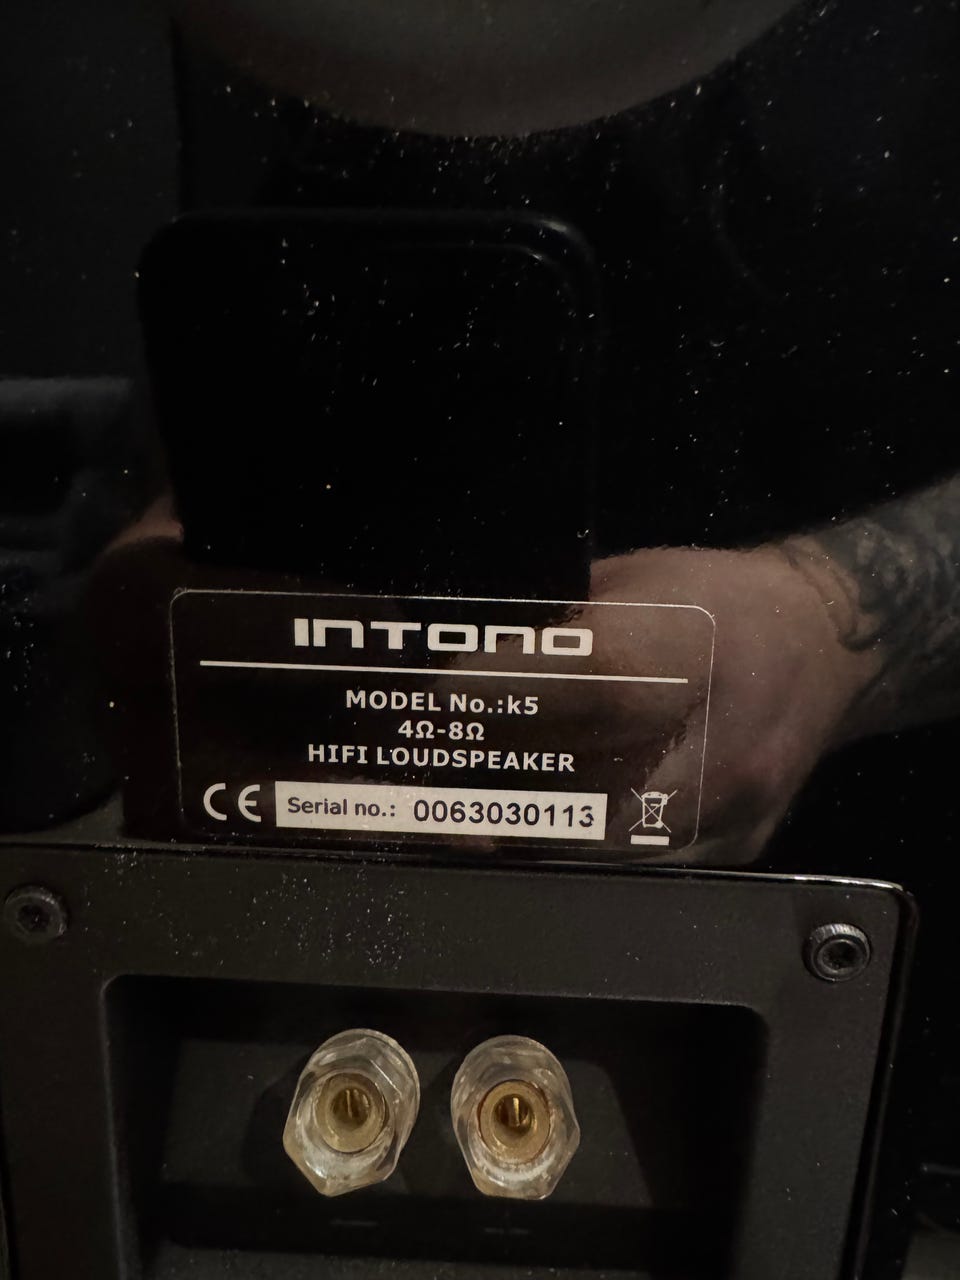 INTONO
MODEL No.:k5
4Ω-8Ω
HIFI LOUDSPEAKER
CE Serial no.: 0063030113